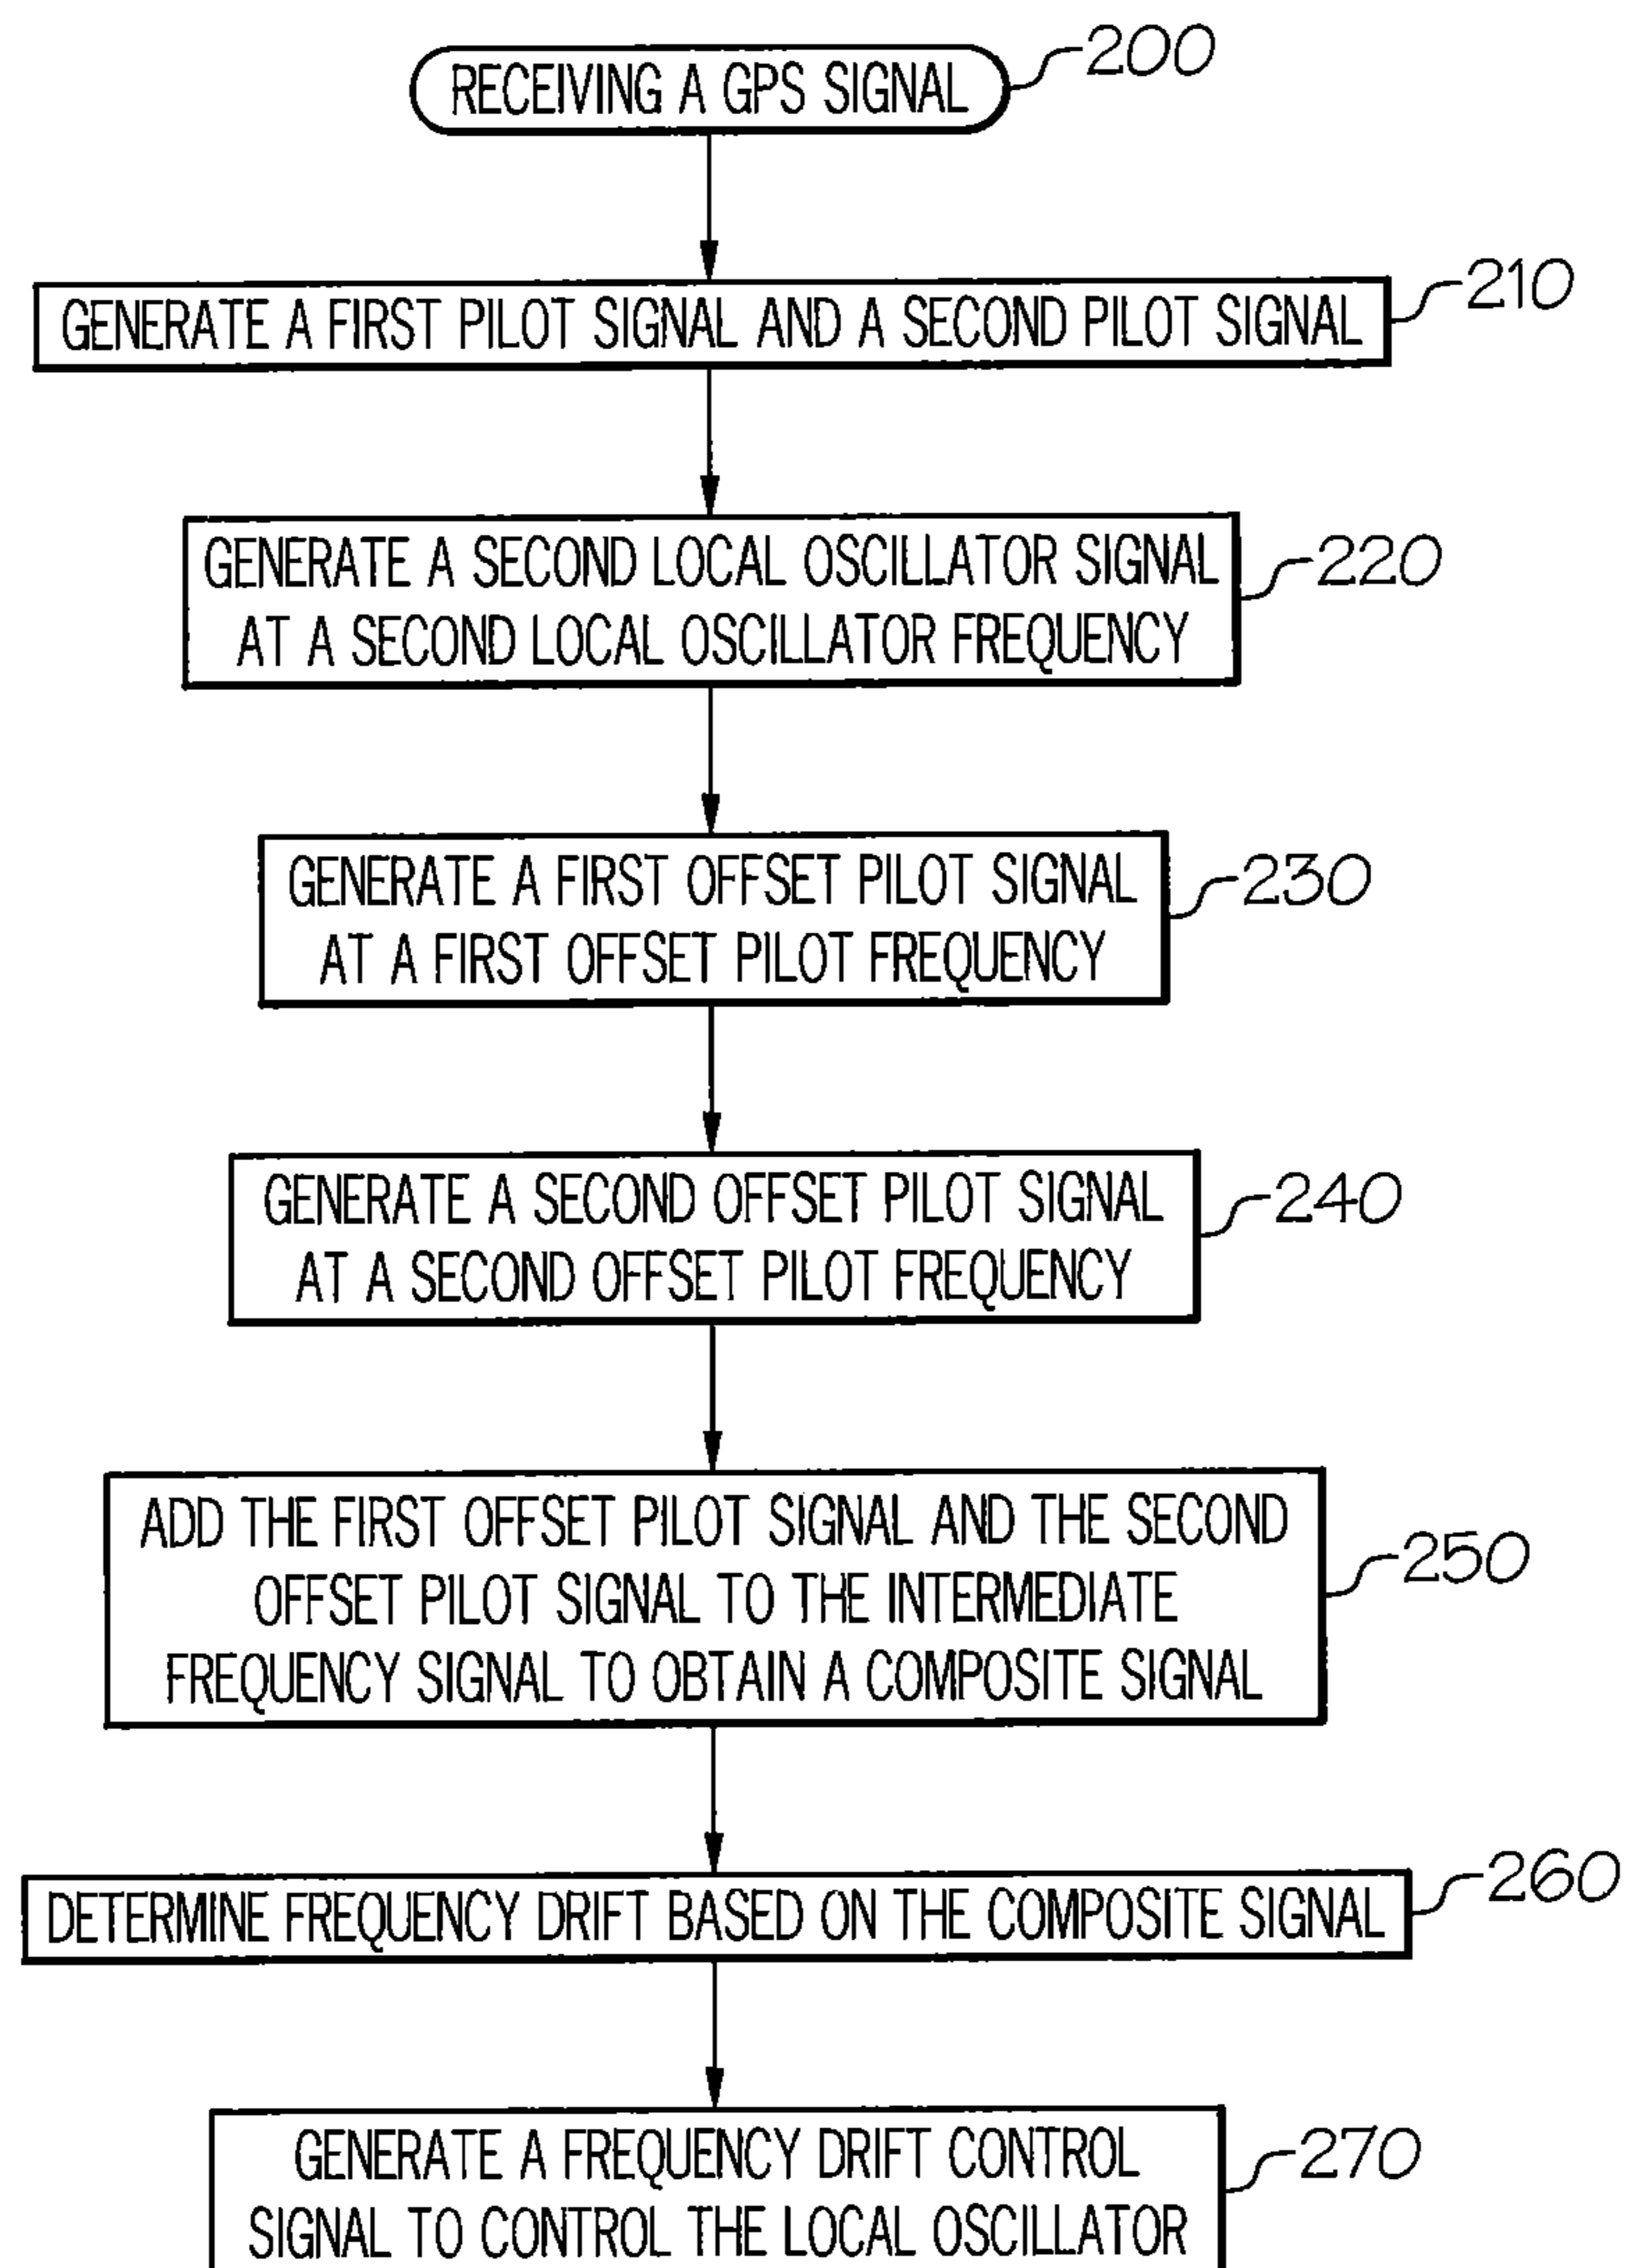 RECEIVING A GPS SIGNAL
200
GENERATE A FIRST PILOT SIGNAL AND A SECOND PILOT SIGNAL
210
GENERATE A SECOND LOCAL OSCILLATOR SIGNAL
AT A SECOND LOCAL OSCILLATOR FREQUENCY
220
GENERATE A FIRST OFFSET PILOT SIGNAL
AT A FIRST OFFSET PILOT FREQUENCY
230
GENERATE A SECOND OFFSET PILOT SIGNAL
AT A SECOND OFFSET PILOT FREQUENCY
240
ADD THE FIRST OFFSET PILOT SIGNAL AND THE SECOND
OFFSET PILOT SIGNAL TO THE INTERMEDIATE
FREQUENCY SIGNAL TO OBTAIN A COMPOSITE SIGNAL
250
DETERMINE FREQUENCY DRIFT BASED ON THE COMPOSITE SIGNAL
260
GENERATE A FREQUENCY DRIFT CONTROL
SIGNAL TO CONTROL THE LOCAL OSCILLATOR
270